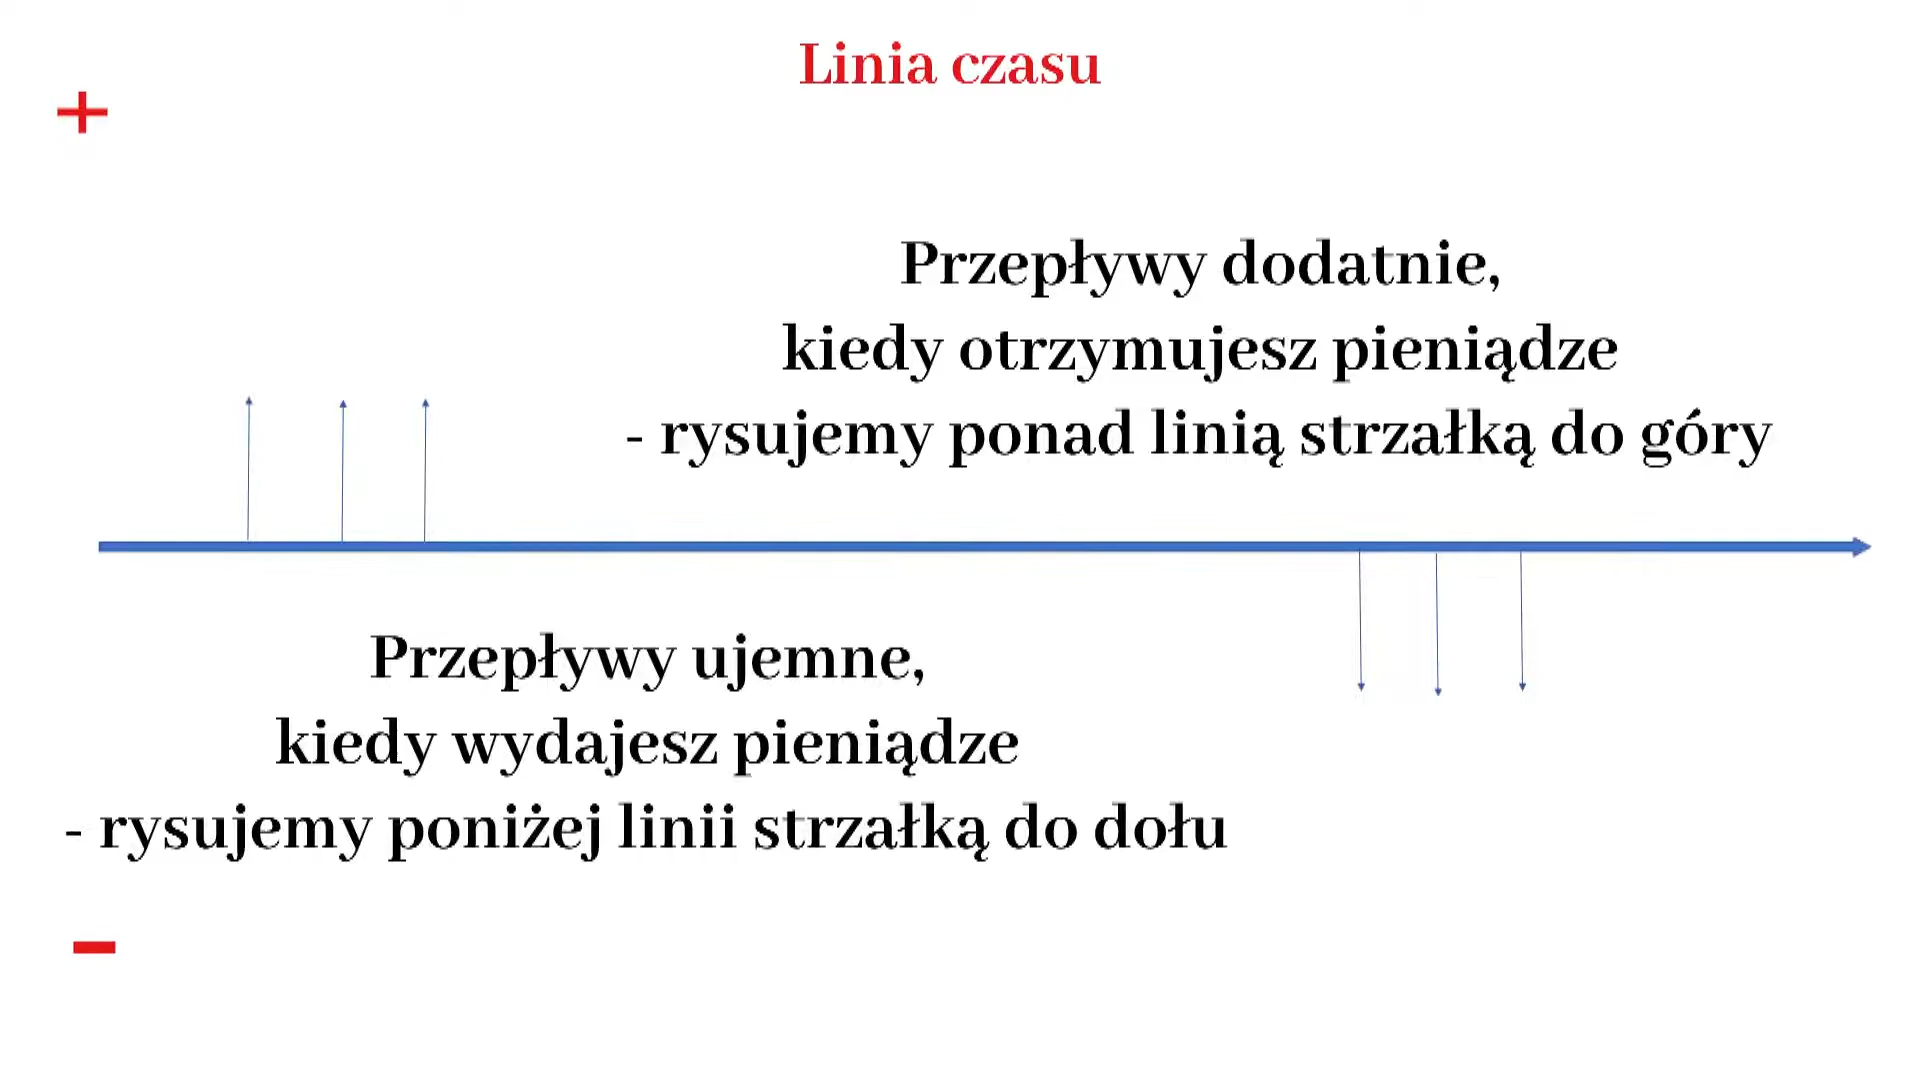 Linia czasu
+
Przepływy dodatnie,
kiedy otrzymujesz pieniądze
- rysujemy ponad linią strzałką do góry
Przepływy ujemne,
kiedy wydajesz pieniądze
- rysujemy poniżej linii strzałką do dołu
-